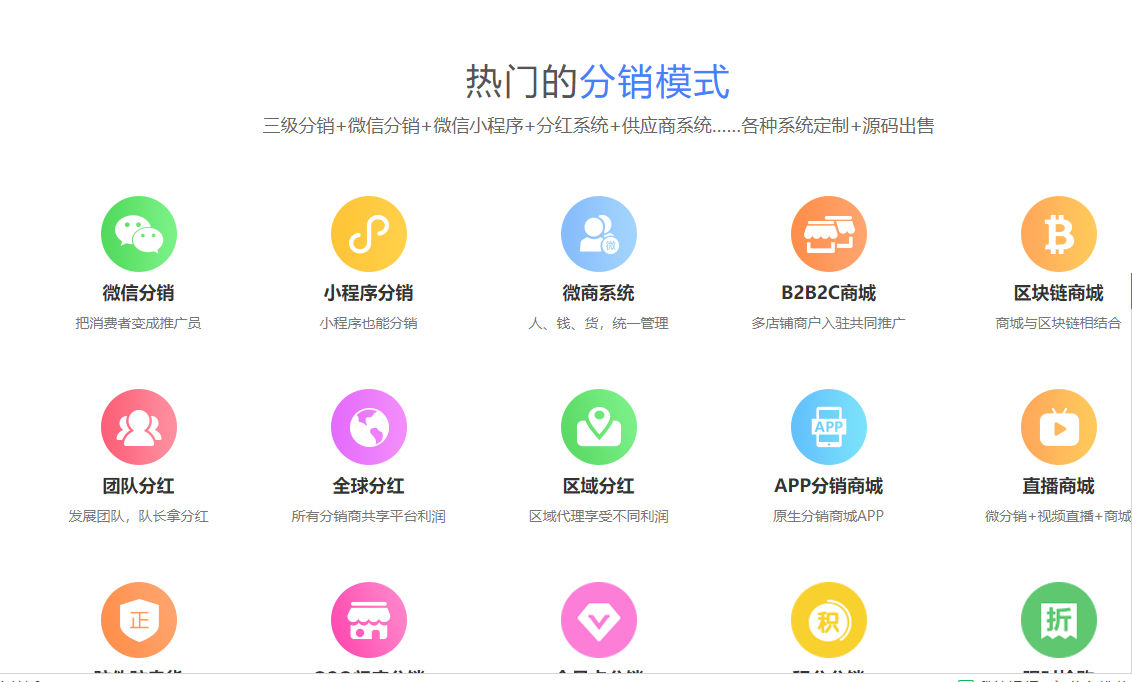 热门的分销模式
三级分销+微信分销+微信小程序+分红系统+供应商系统......各种系统定制+源码出售
微
APP
微信分销 小程序分销 微商系统 B2B2C商城 区块链商城
把消费者变成推广员 小程序也能分销 人、钱、货，统一管理 多店铺商户入驻共同推广 商城与区块链相结合
团队分红 全球分红 区域分红 APP分销商城 直播商城
发展团队，队长拿分红 所有分销商共享平台利润 区域代理享受不同利润 原生分销商城APP 微分销+视频直播+商城
正 积 折